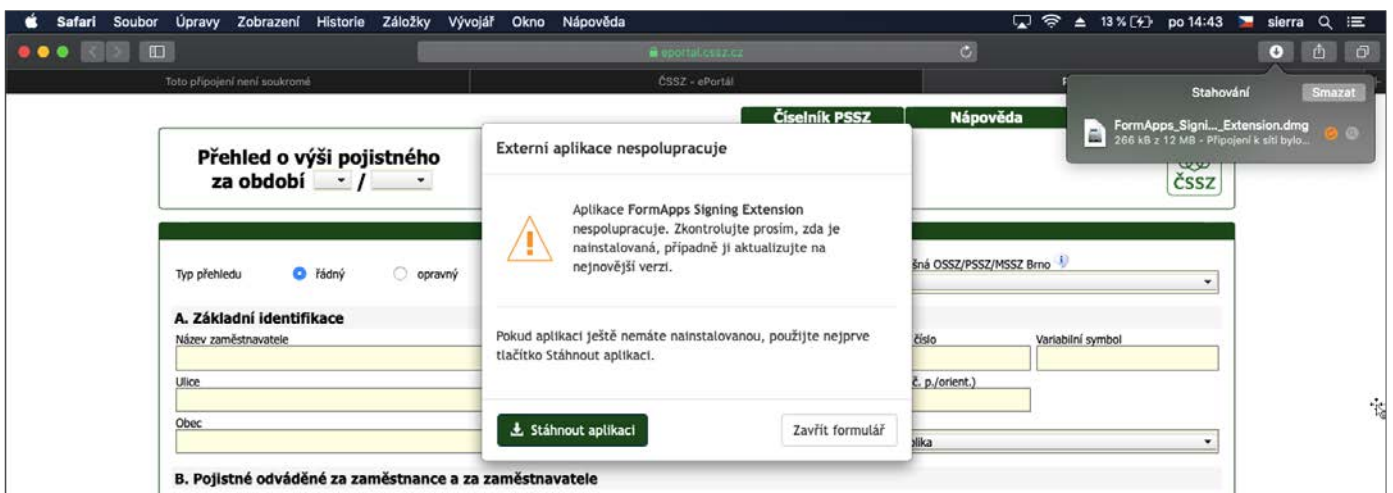 Safari Soubor Úpravy Zobrazení Historie Záložky Vývojář Okno Nápověda 13 % po 14:43 sierra
eportal.cssz.cz
Toto připojení není soukromé ČSSZ - ePortál
Stahování Smazat
FormApps_Signi..._Extension.dmg
266 kB z 12 MB - Připojení k síti bylo...
Číselník PSSZ Nápověda
Přehled o výši pojistného
za období /
ČSSZ
Externí aplikace nespolupracuje
Aplikace FormApps Signing Extension
nespolupracuje. Zkontrolujte prosím, zda je
nainstalovaná, případně ji aktualizujte na
nejnovější verzi.
Typ přehledu řádný opravný šná OSSZ/PSSZ/MSSZ Brno
A. Základní identifikace
Název zaměstnavatele číslo Variabilní symbol
Pokud aplikaci ještě nemáte nainstalovanou, použijte nejprve
tlačítko Stáhnout aplikaci.
Ulice č. p./orient.)
Obec
Stáhnout aplikaci Zavřít formulář
blika
B. Pojistné odváděné za zaměstnance a za zaměstnavatele